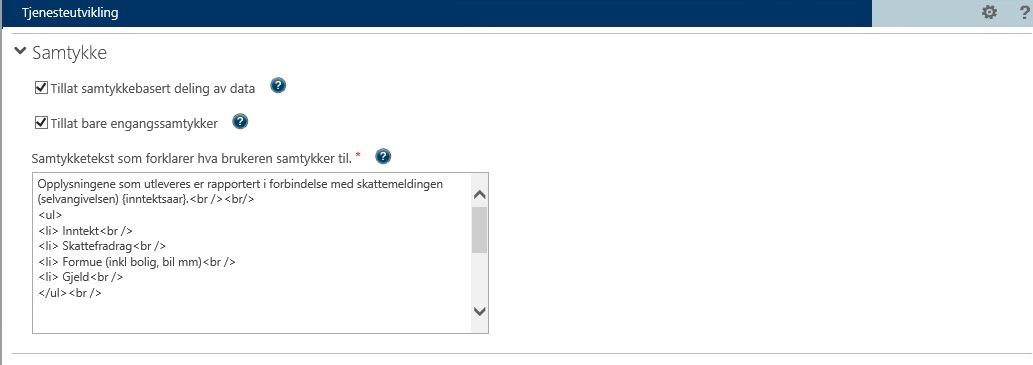 Tjenesteutvikling
?
Samtykke
Tillat samtykkebasert deling av data ?
Tillat bare engangssamtykker ?
Samtykketekst som forklarer hva brukeren samtykker til. * ?
Opplysningene som utleveres er rapportert i forbindelse med skattemeldingen
(selvangivelsen) {inntektsaar}.<br /><br/>
<ul>
<li> Inntekt<br />
<li> Skattefradrag<br />
<li> Formue (inkl bolig, bil mm)<br />
<li> Gjeld<br />
</ul><br />